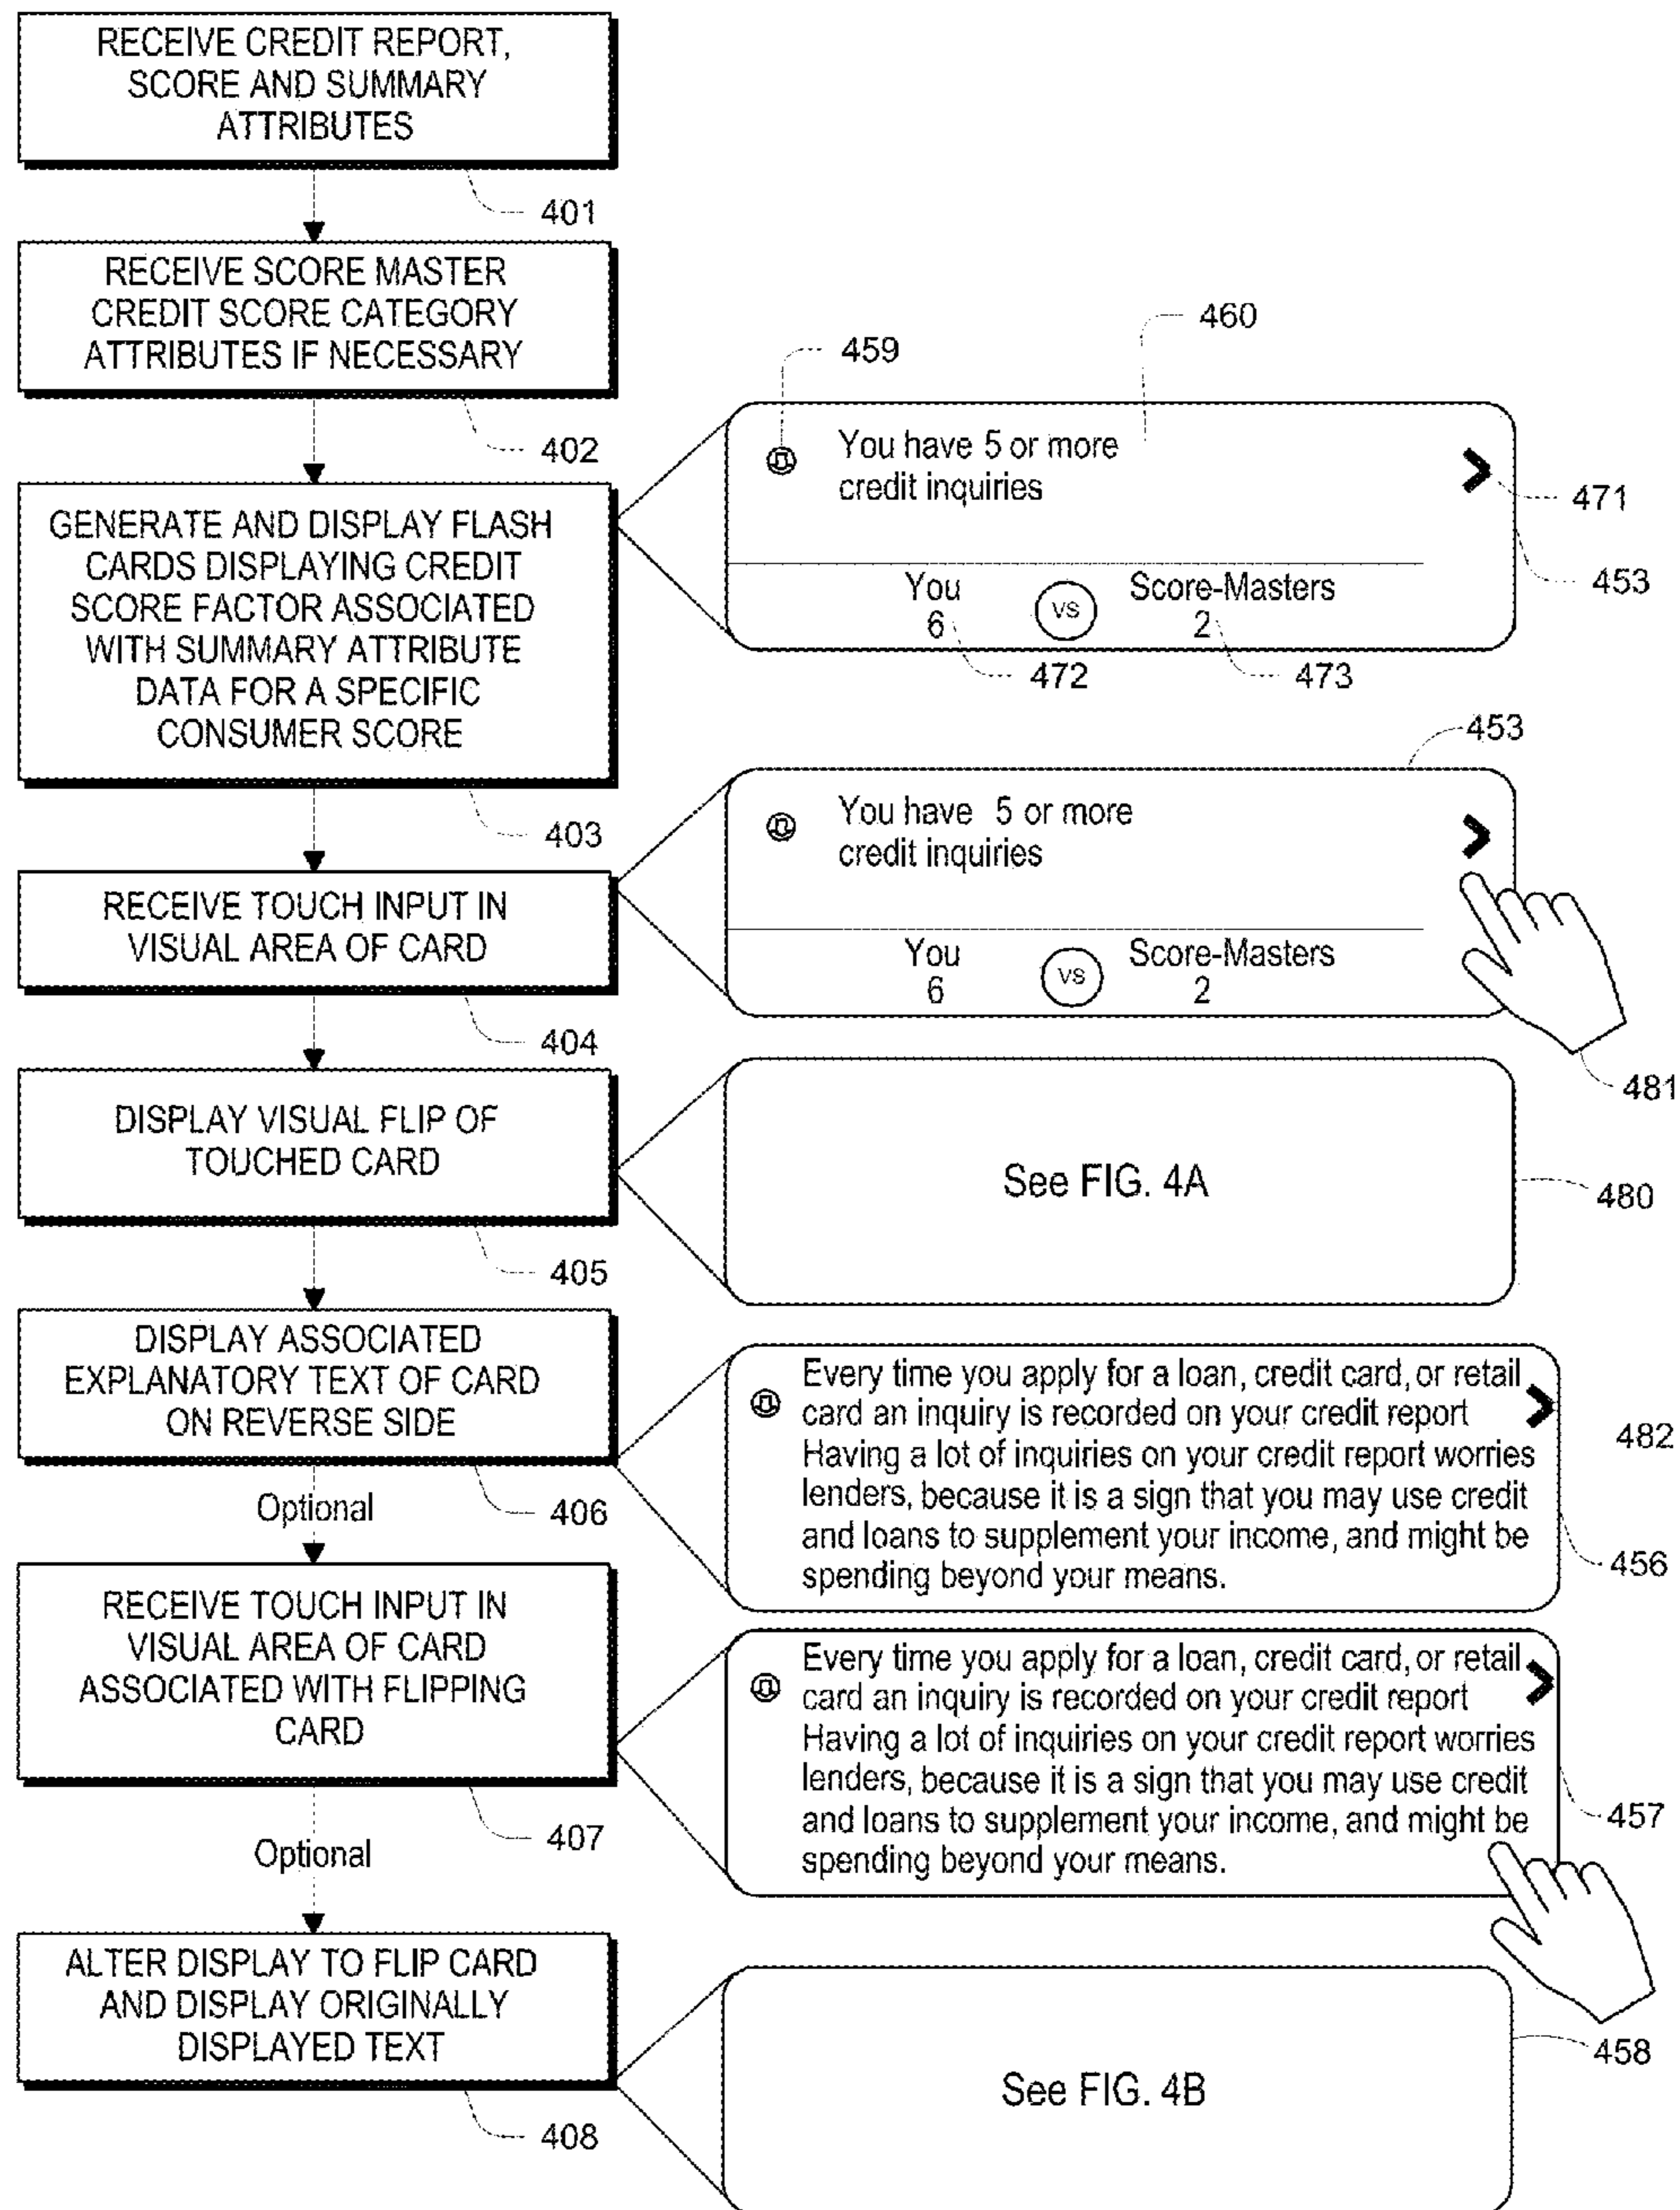 RECEIVE CREDIT REPORT,
SCORE AND SUMMARY
ATTRIBUTES
401
RECEIVE SCORE MASTER
CREDIT SCORE CATEGORY
ATTRIBUTES IF NECESSARY
402
459
460
You have 5 or more
credit inquiries
471
453
You
6
VS
Score-Masters
2
472
473
GENERATE AND DISPLAY FLASH
CARDS DISPLAYING CREDIT
SCORE FACTOR ASSOCIATED
WITH SUMMARY ATTRIBUTE
DATA FOR A SPECIFIC
CONSUMER SCORE
403
453
You have 5 or more
credit inquiries
You
6
VS
Score-Masters
2
481
RECEIVE TOUCH INPUT IN
VISUAL AREA OF CARD
404
DISPLAY VISUAL FLIP OF
TOUCHED CARD
405
See FIG. 4A
480
DISPLAY ASSOCIATED
EXPLANATORY TEXT OF CARD
ON REVERSE SIDE
406
Optional
Every time you apply for a loan, credit card, or retail
card an inquiry is recorded on your credit report
Having a lot of inquiries on your credit report worries
lenders, because it is a sign that you may use credit
and loans to supplement your income, and might be
spending beyond your means.
482
456
RECEIVE TOUCH INPUT IN
VISUAL AREA OF CARD
ASSOCIATED WITH FLIPPING
CARD
407
Optional
Every time you apply for a loan, credit card, or retail
card an inquiry is recorded on your credit report
Having a lot of inquiries on your credit report worries
lenders, because it is a sign that you may use credit
and loans to supplement your income, and might be
spending beyond your means.
457
ALTER DISPLAY TO FLIP CARD
AND DISPLAY ORIGINALLY
DISPLAYED TEXT
408
See FIG. 4B
458